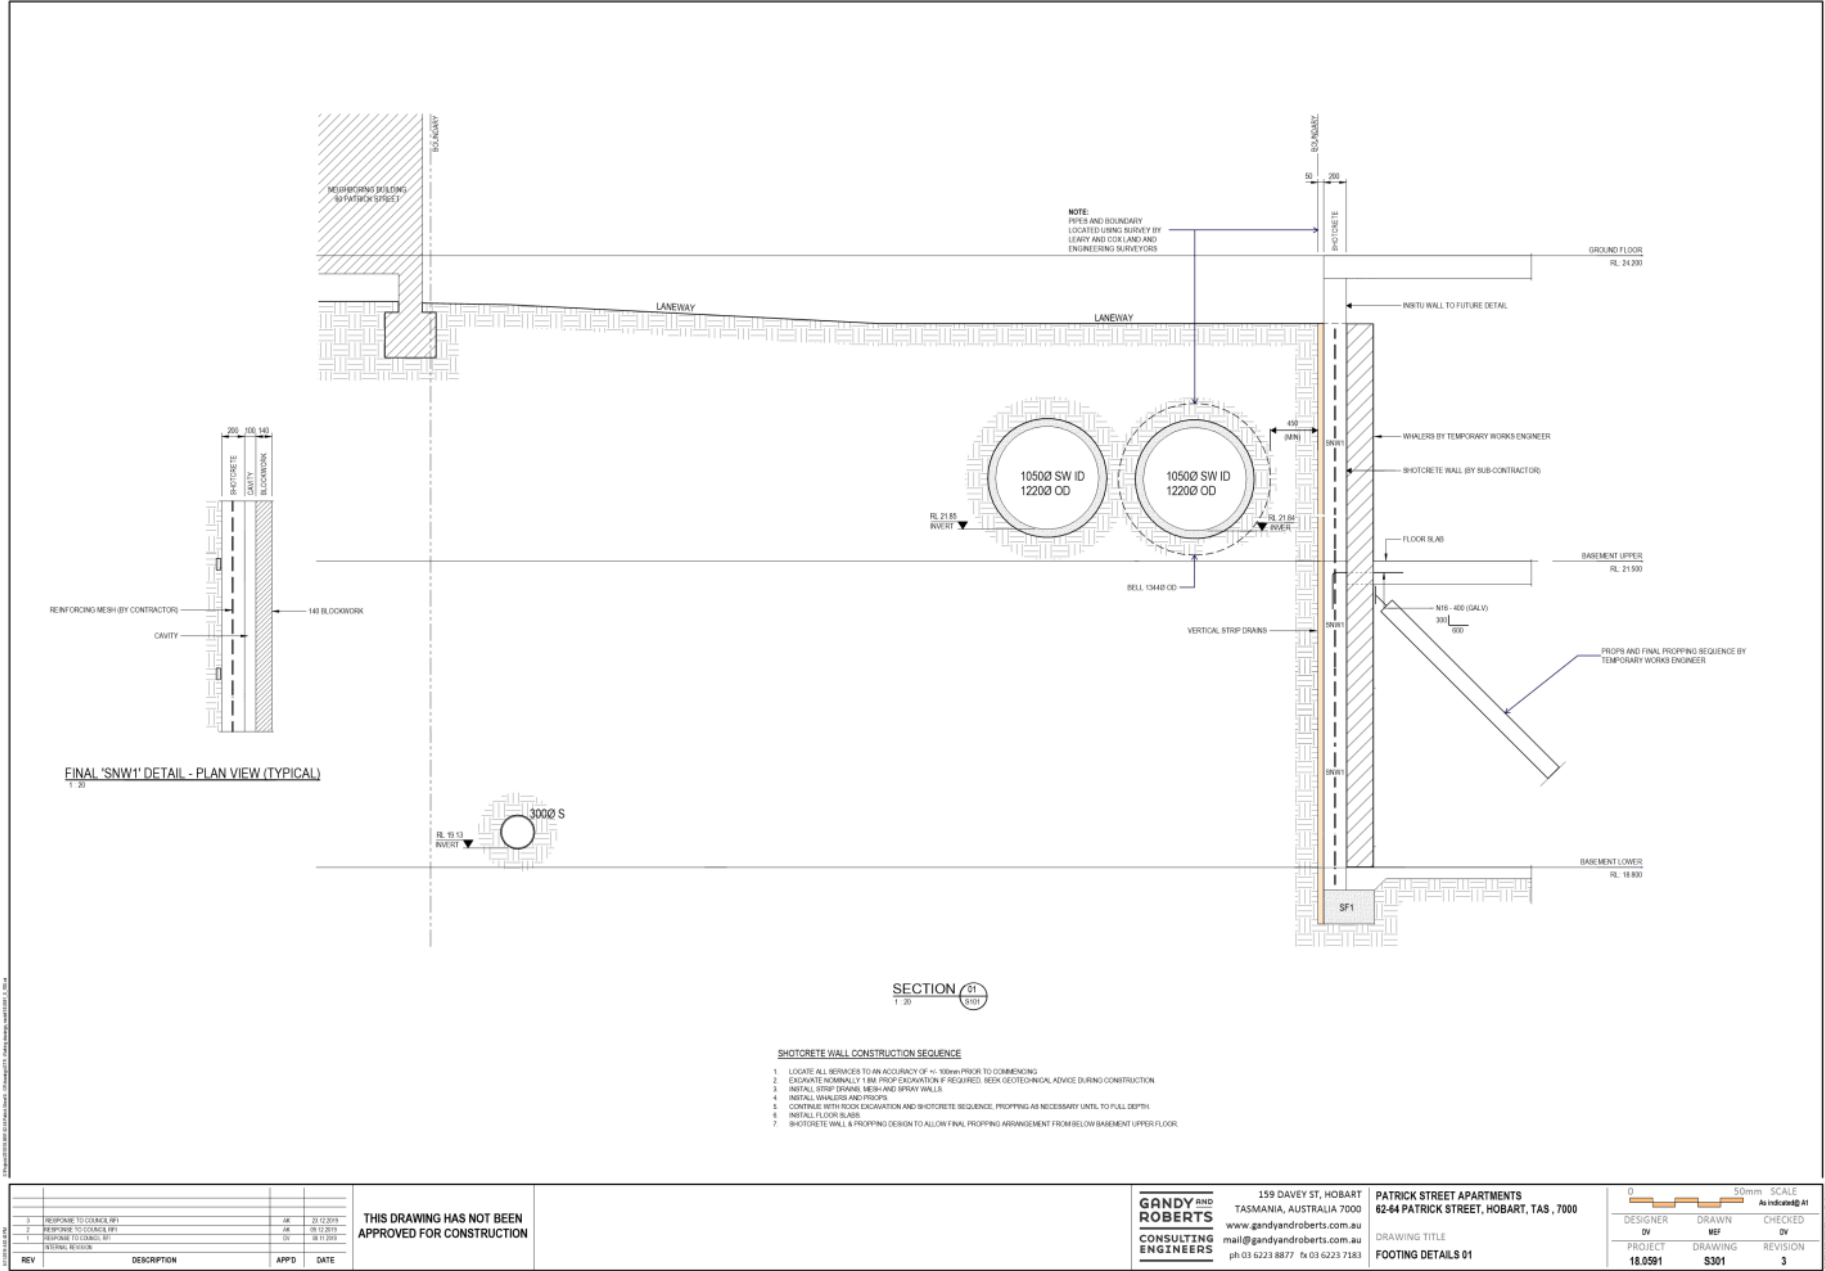 BOUNDARY
BOUNDARY
NEIGHBORING BUILDING
60 PATRICK STREET
50
200
SHOTCRETE
NOTE:
PIPES AND BOUNDARY
LOCATED USING SURVEY BY
LEARY AND COX LAND AND
ENGINEERING SURVEYORS
GROUND FLOOR
RL: 24.200
LANEWAY
LANEWAY
INSITU WALL TO FUTURE DETAIL
200 100 140
SHOTCRETE
CAVITY
BLOCKWORK
450
(MIN)
SNW1
WHALERS BY TEMPORARY WORKS ENGINEER
SHOTCRETE WALL (BY SUB-CONTRACTOR)
1050Ø SW ID
1220Ø OD
1050Ø SW ID
1220Ø OD
RL 21.85
INVERT
RL 21.84
INVER
FLOOR SLAB
BASEMENT UPPER
RL: 21.500
BELL 1344Ø OD
REINFORCING MESH (BY CONTRACTOR)
140 BLOCKWORK
CAVITY
VERTICAL STRIP DRAINS
SNW1
N16 - 400 (GALV)
300
600
PROPS AND FINAL PROPPING SEQUENCE BY
TEMPORARY WORKS ENGINEER
FINAL 'SNW1' DETAIL - PLAN VIEW (TYPICAL)
1 : 20
SNW1
300Ø S
RL 19.13
INVERT
BASEMENT LOWER
RL: 18.800
SF1
SECTION 01
1 : 20 S101
SHOTCRETE WALL CONSTRUCTION SEQUENCE
1. LOCATE ALL SERVICES TO AN ACCURACY OF +/- 100mm PRIOR TO COMMENCING
2. EXCAVATE NOMINALLY 1.8M. PROP EXCAVATION IF REQUIRED. SEEK GEOTECHNICAL ADVICE DURING CONSTRUCTION.
3. INSTALL STRIP DRAINS, MESH AND SPRAY WALLS.
4. INSTALL WHALERS AND PROPS.
5. CONTINUE WITH ROCK EXCAVATION AND SHOTCRETE SEQUENCE, PROPPING AS NECESSARY UNTIL TO FULL DEPTH.
6. INSTALL FLOOR SLABS.
7. SHOTCRETE WALL & PROPPING DESIGN TO ALLOW FINAL PROPPING ARRANGEMENT FROM BELOW BASEMENT UPPER FLOOR.
3 RESPONSE TO COUNCIL RFI AK 23.12.2019
2 RESPONSE TO COUNCIL RFI AK 09.12.2019
1 RESPONSE TO COUNCIL RFI DV
INTERNAL REVISION
REV DESCRIPTION APP'D DATE
THIS DRAWING HAS NOT BEEN
APPROVED FOR CONSTRUCTION
GANDY AND
ROBERTS
CONSULTING
ENGINEERS
159 DAVEY ST, HOBART
TASMANIA, AUSTRALIA 7000
www.gandyandroberts.com.au
mail@gandyandroberts.com.au
ph 03 6223 8877 fx 03 6223 7183
PATRICK STREET APARTMENTS
62-64 PATRICK STREET, HOBART, TAS , 7000
DRAWING TITLE
FOOTING DETAILS 01
0 50mm SCALE
As indicated@ A1
DESIGNER DRAWN CHECKED
DV MEF DV
PROJECT DRAWING REVISION
18.0591 S301 3